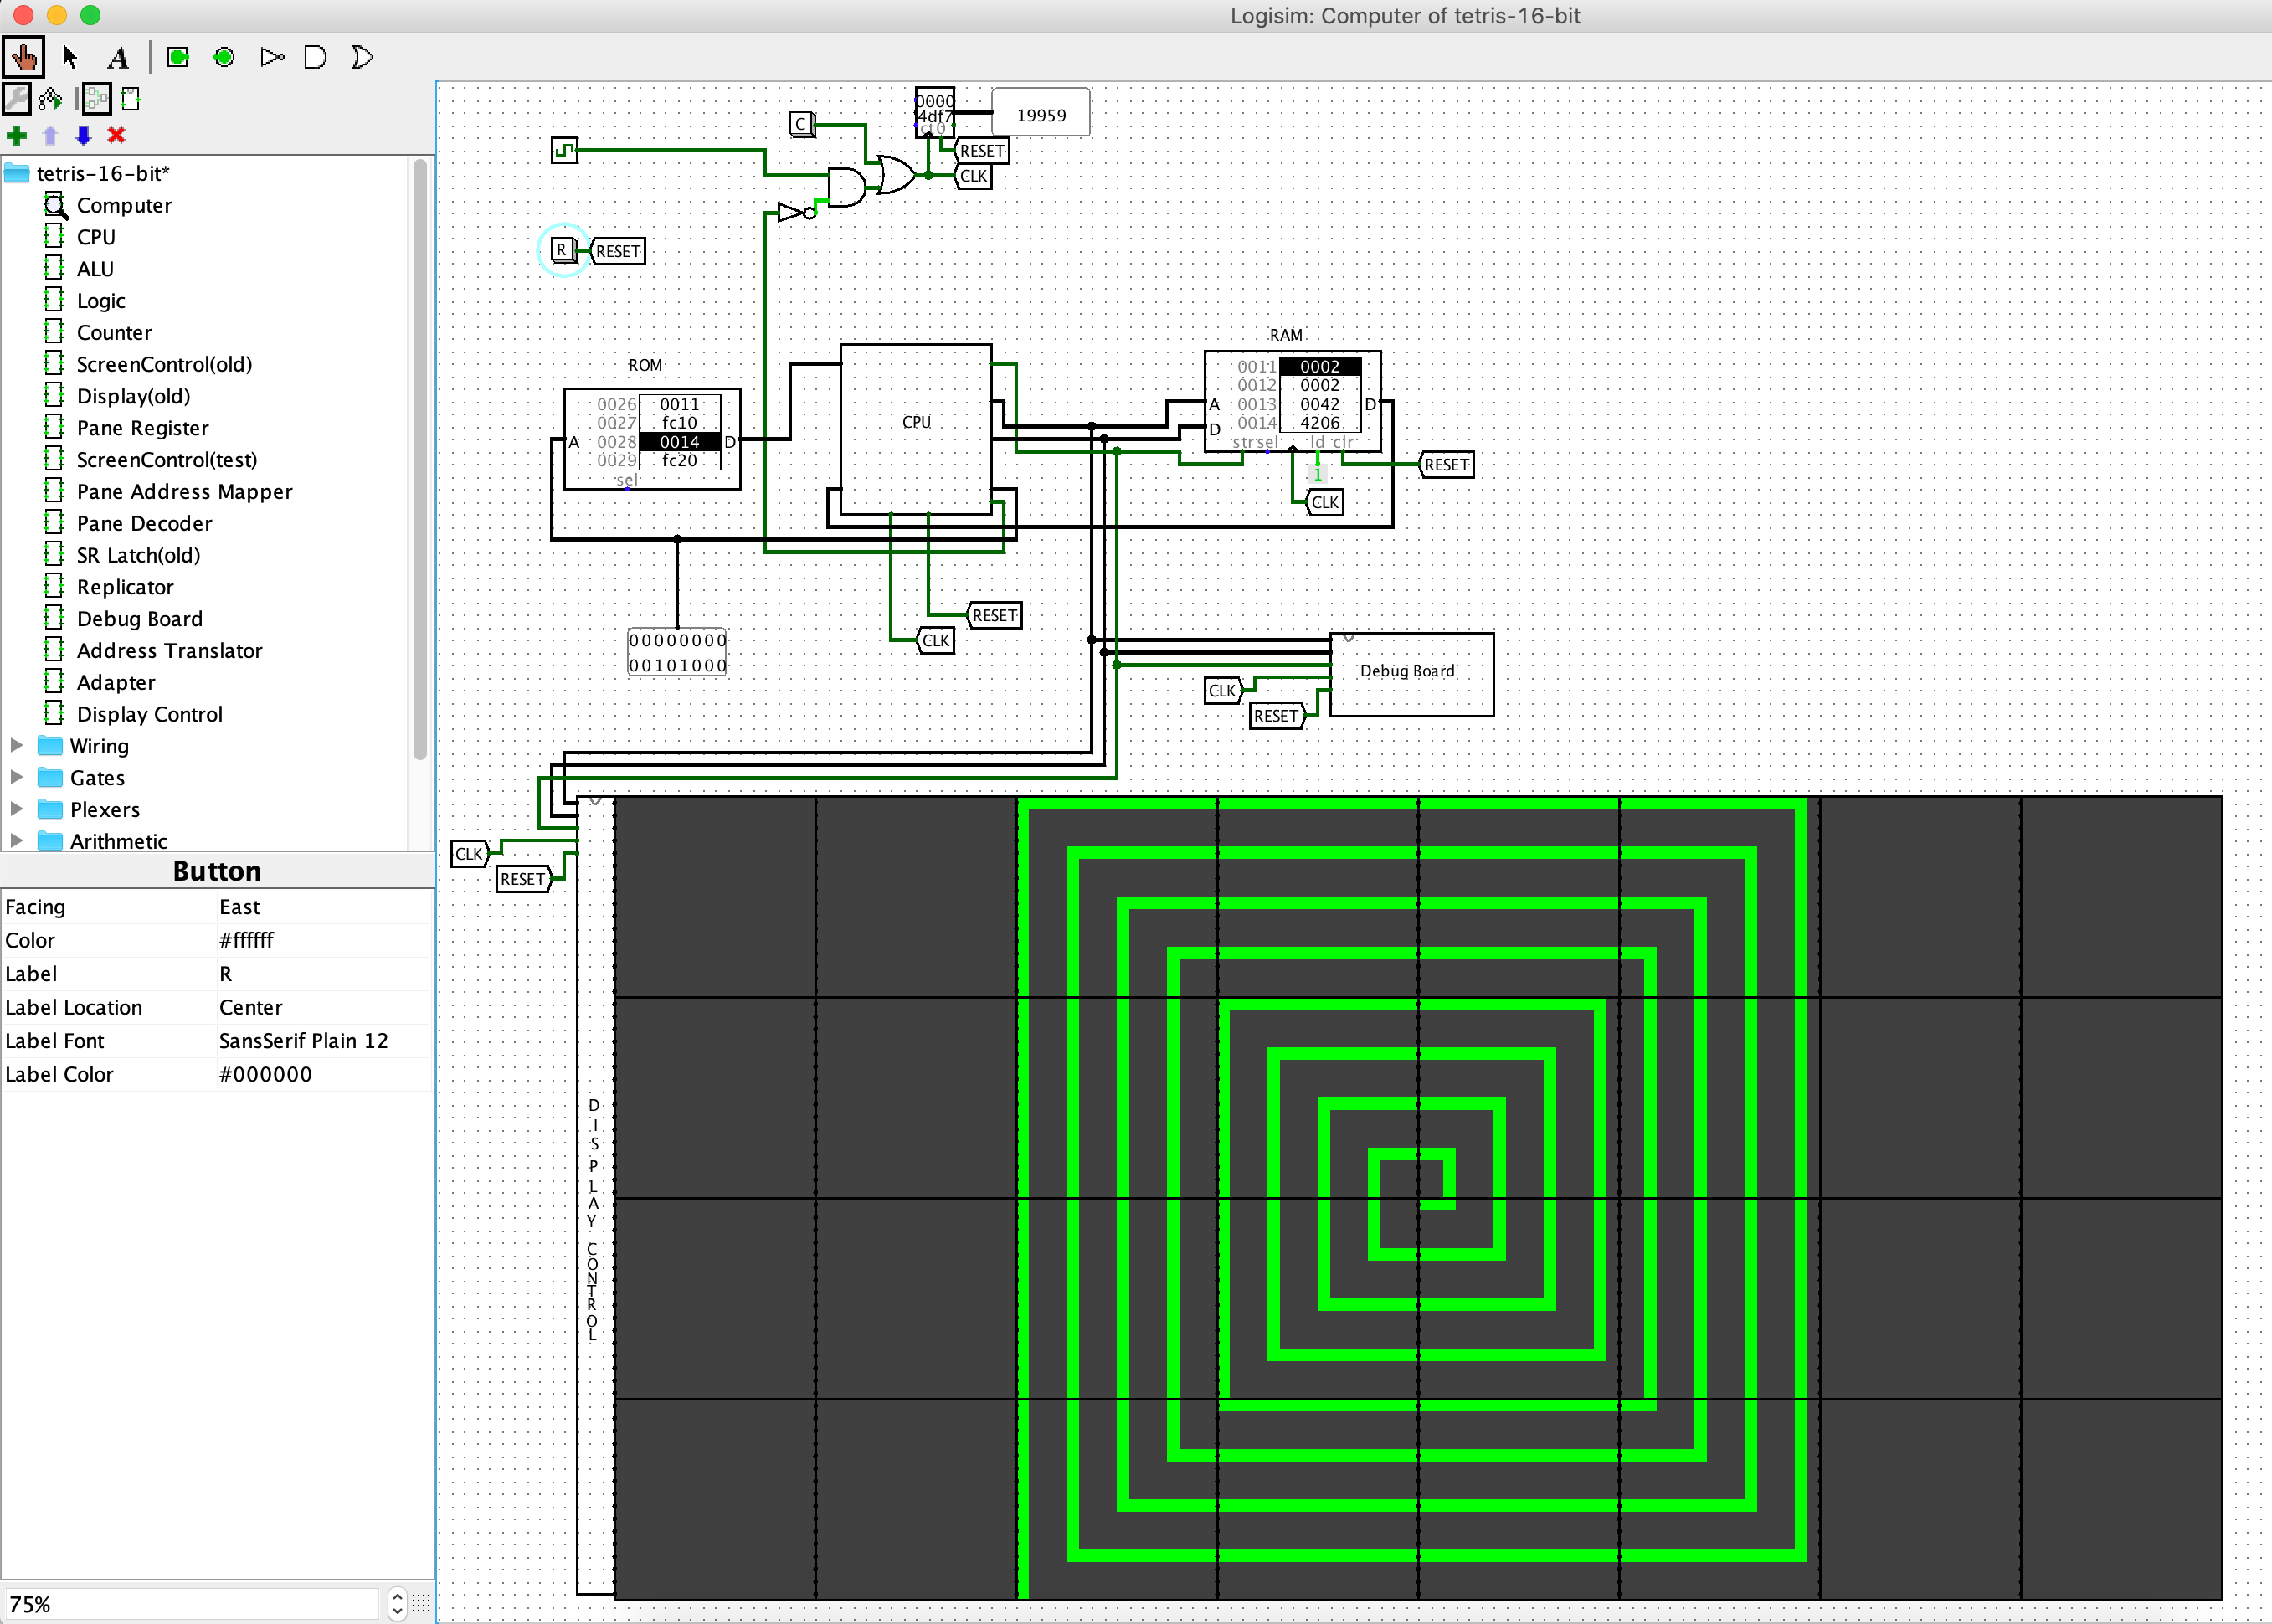 Logisim: Computer of tetris-16-bit
A
tetris-16-bit*
Computer
CPU
ALU
Logic
Counter
ScreenControl(old)
Display(old)
Pane Register
ScreenControl(test)
Pane Address Mapper
Pane Decoder
SR Latch(old)
Replicator
Debug Board
Address Translator
Adapter
Display Control
Wiring
Gates
Plexers
Arithmetic
Button
Facing East
Color #ffffff
Label R
Label Location Center
Label Font SansSerif Plain 12
Label Color #000000
75%
C
0000
4df7
ct0
19959
RESET
CLK
R
RESET
ROM
0026 0011
0027 fc10
A 0028 0014 D
0029 fc20
sel
CPU
RAM
0011 0002
0012 0002
A 0013 0042 D
0014 4206
D
str sel ld clr
1
RESET
CLK
RESET
CLK
00000000
00101000
Debug Board
CLK
RESET
CLK
RESET
DISPLAY CONTROL